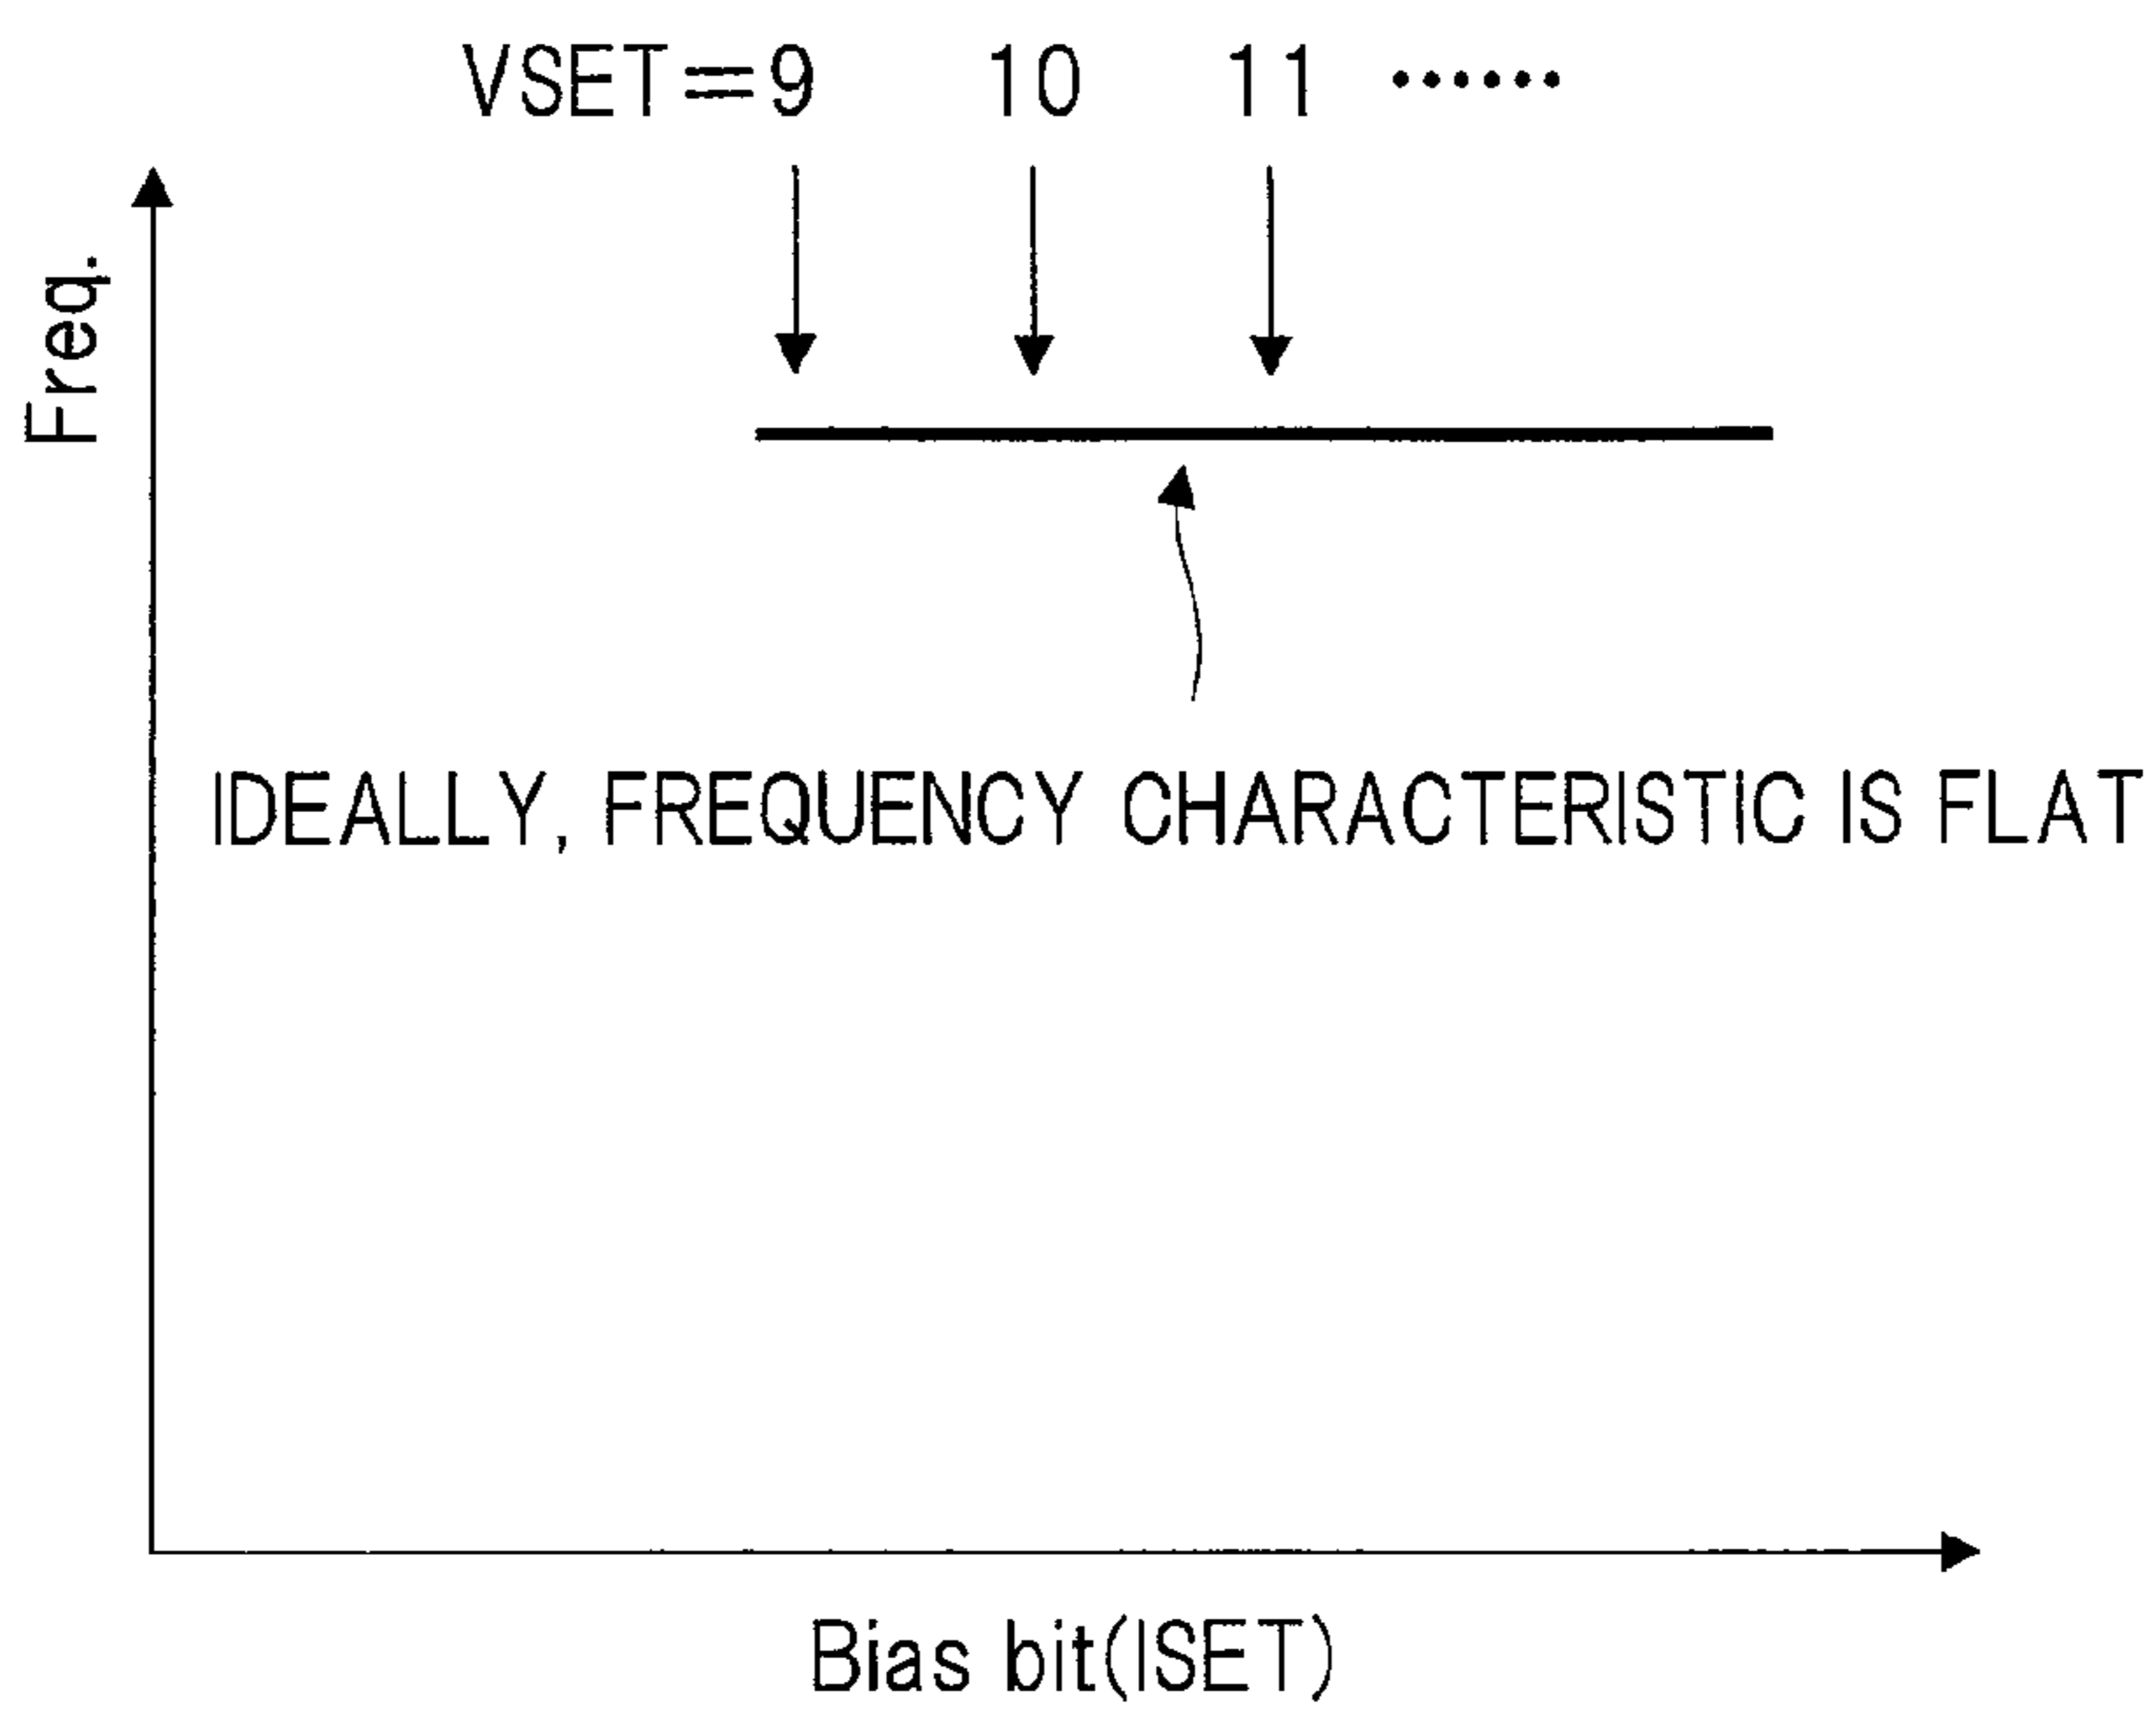 VSET=9 10 11 ······
Freq.
IDEALLY, FREQUENCY CHARACTERISTIC IS FLAT
Bias bit(ISET)